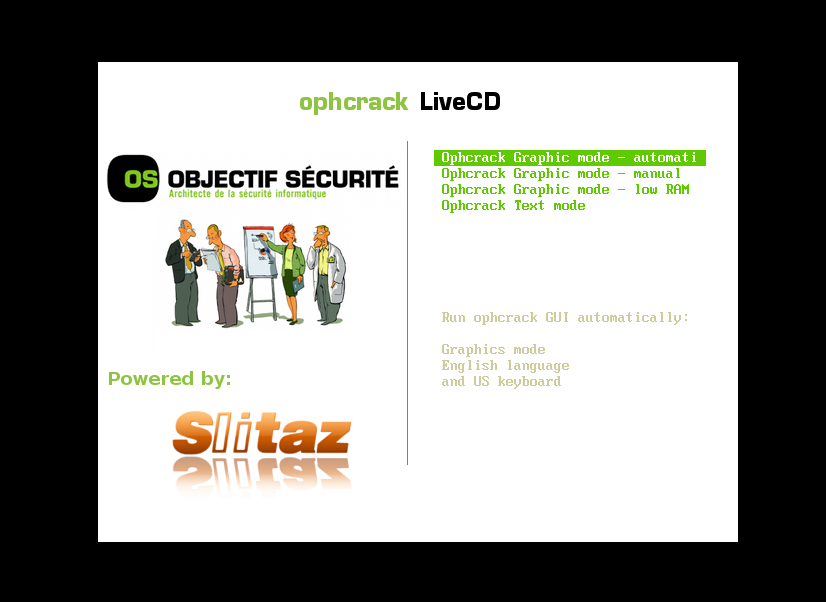 ophcrack LiveCD
OS OBJECTIF SÉCURITÉ
Architecte de la sécurité informatique
Powered by:
Slitaz
Ophcrack Graphic mode - automati
Ophcrack Graphic mode - manual
Ophcrack Graphic mode - low RAM
Ophcrack Text mode
Run ophcrack GUI automatically:
Graphics mode
English language
and US keyboard